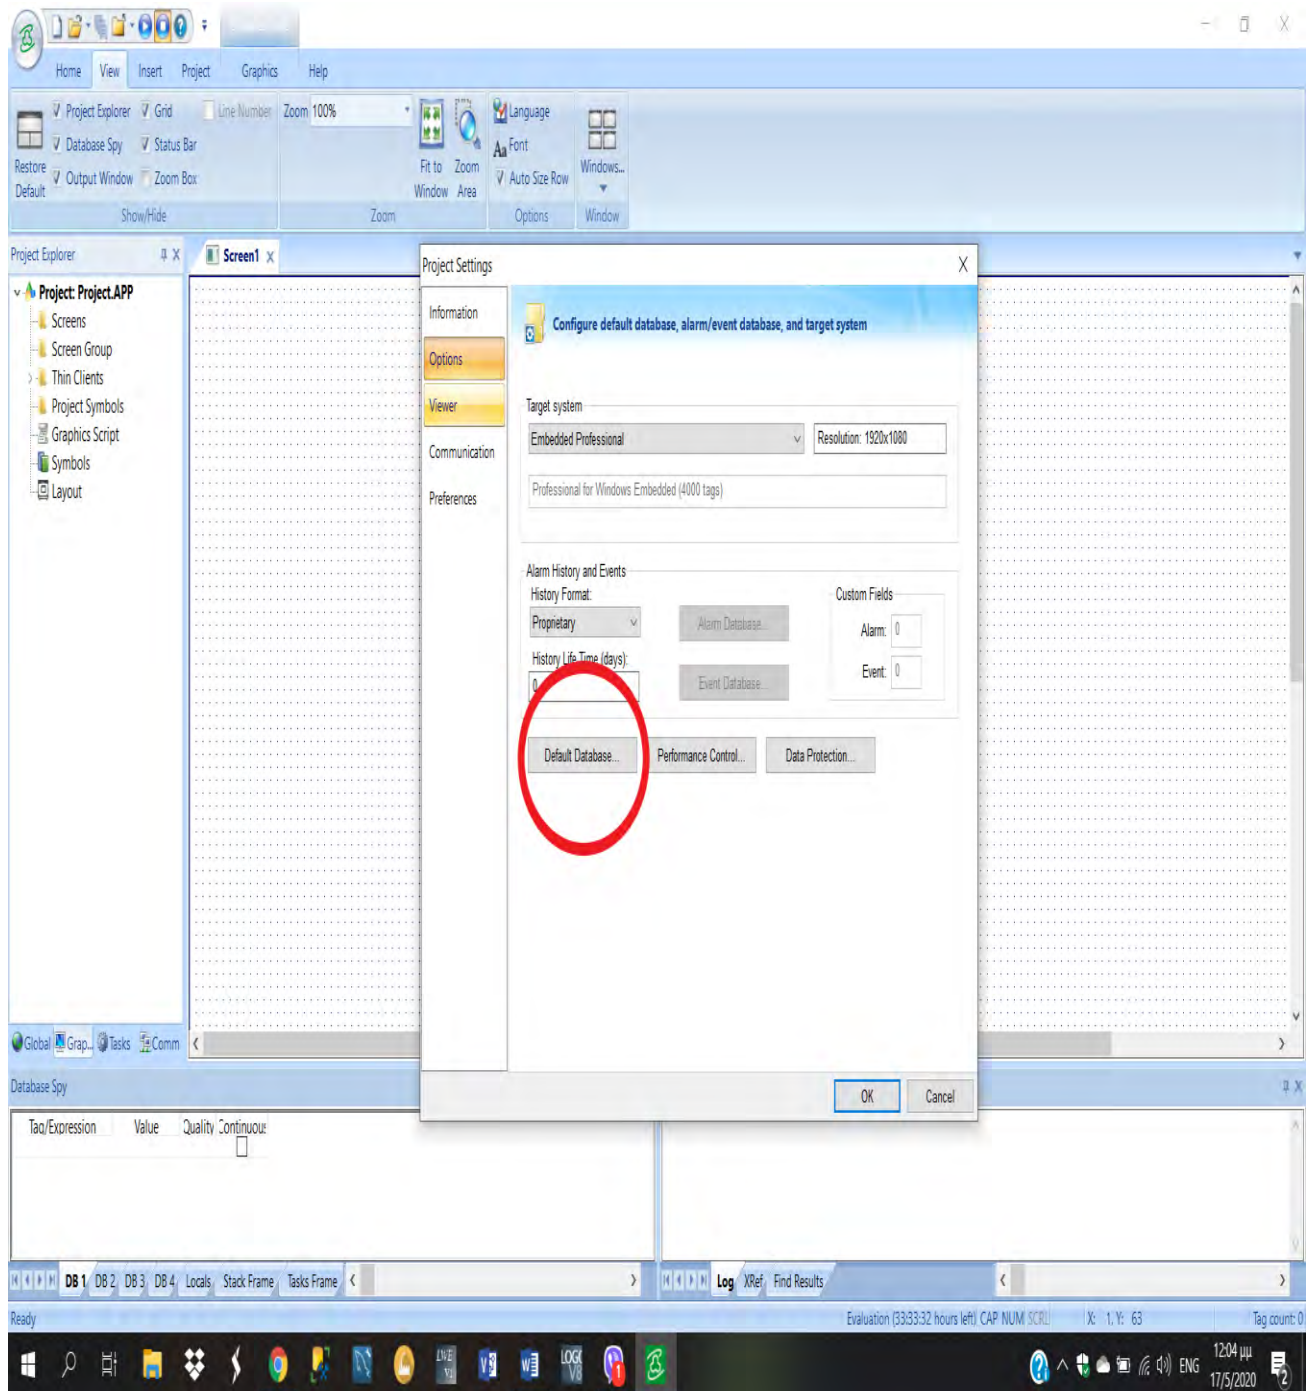 Home View Insert Project Graphics Help
Project Explorer Grid Line Number Zoom 100% Language
Database Spy Status Bar Font
Restore Default Output Window Zoom Box Fit to Window Zoom Area Auto Size Row Windows...
Show/Hide Zoom Options Window
Project Explorer
Screen1
Project: Project.APP
Screens
Screen Group
Thin Clients
Project Symbols
Graphics Script
Symbols
Layout
Global Grap... Tasks Comm
Project Settings
Information
Options
Viewer
Communication
Preferences
Configure default database, alarm/event database, and target system
Target system
Embedded Professional Resolution: 1920x1080
Professional for Windows Embedded (4000 tags)
Alarm History and Events
History Format: Custom Fields
Proprietary Alarm Database... Alarm: 0
History Life Time (days):
0 Event Database... Event: 0
Default Database... Performance Control... Data Protection...
OK Cancel
Database Spy
Tag/Expression Value Quality Continuous
DB 1 DB 2 DB 3 DB 4 Locals Stack Frame Tasks Frame
Log XRef Find Results
Ready Evaluation (33:33:32 hours left) CAP NUM SCRL X: 1, Y: 63 Tag count: 0
LWE V1 LOG! V8 1 ENG 12:04 μμ
17/5/2020 2